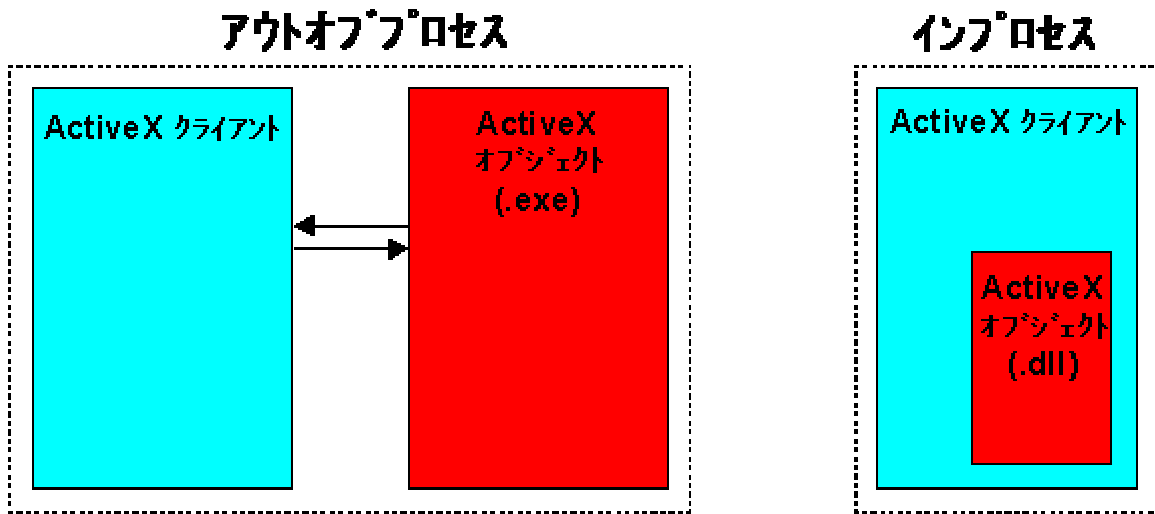 アウトオブプロセス
インプロセス
ActiveX クライアント
ActiveX
オブジェクト
(.exe)
ActiveX クライアント
ActiveX
オブジェクト
(.dll)